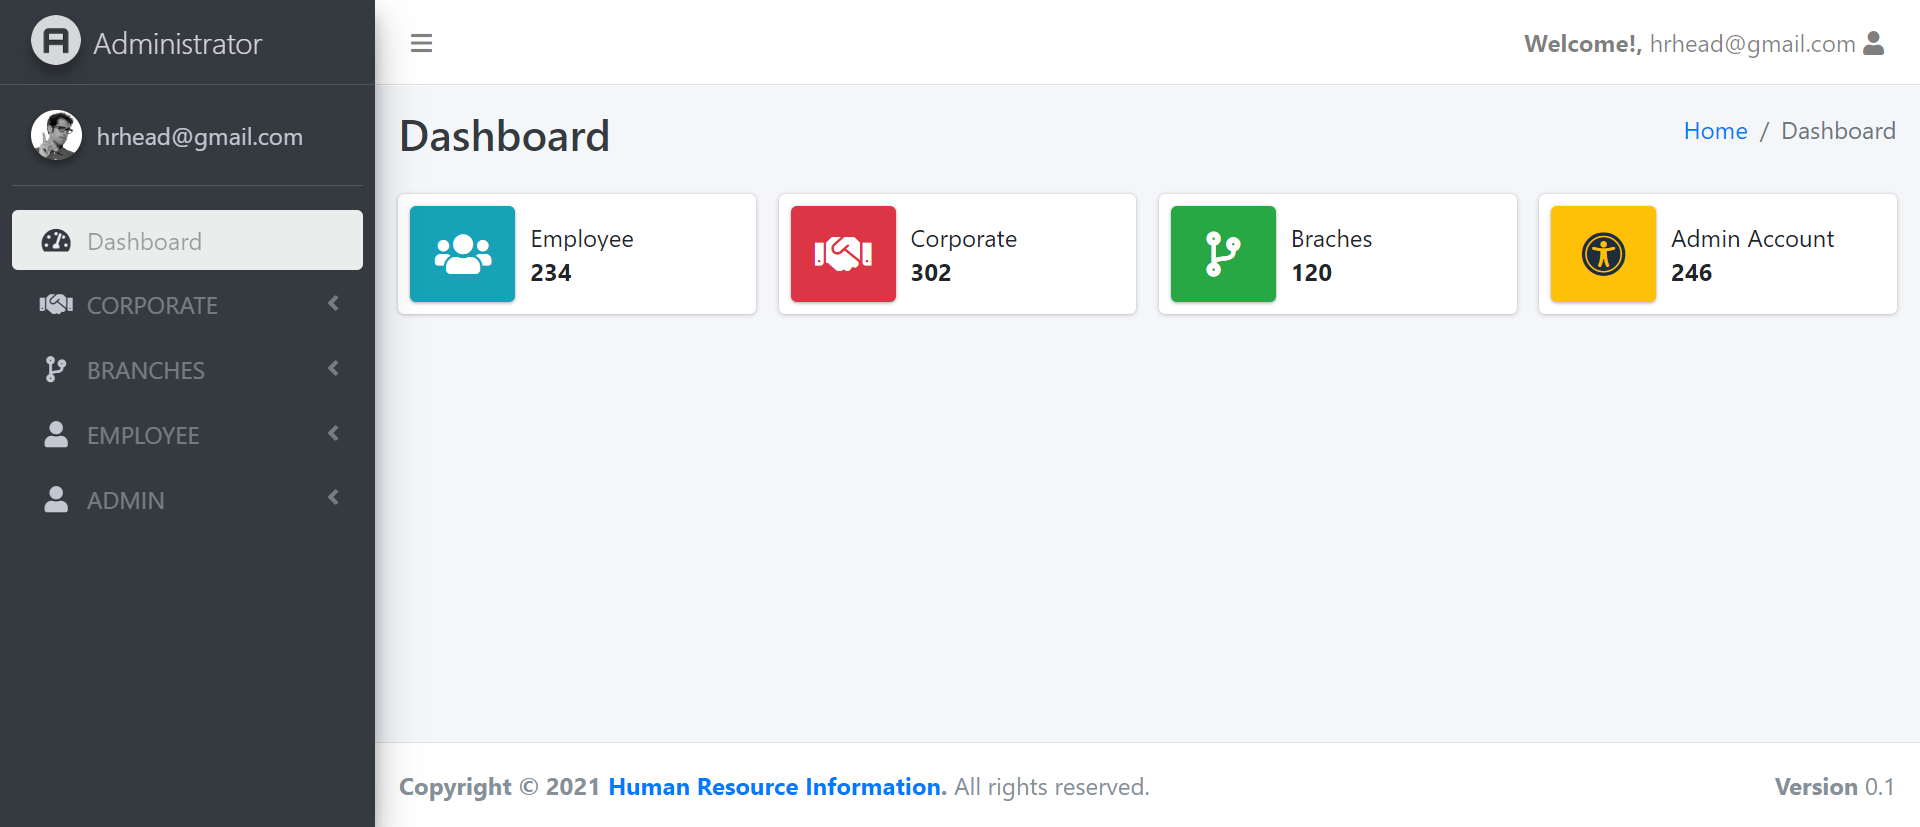 Administrator
hrhead@gmail.com
Dashboard
CORPORATE
BRANCHES
EMPLOYEE
ADMIN
Welcome!, hrhead@gmail.com
Dashboard
Home / Dashboard
Employee
234
Corporate
302
Braches
120
Admin Account
246
Copyright © 2021 Human Resource Information. All rights reserved.
Version 0.1